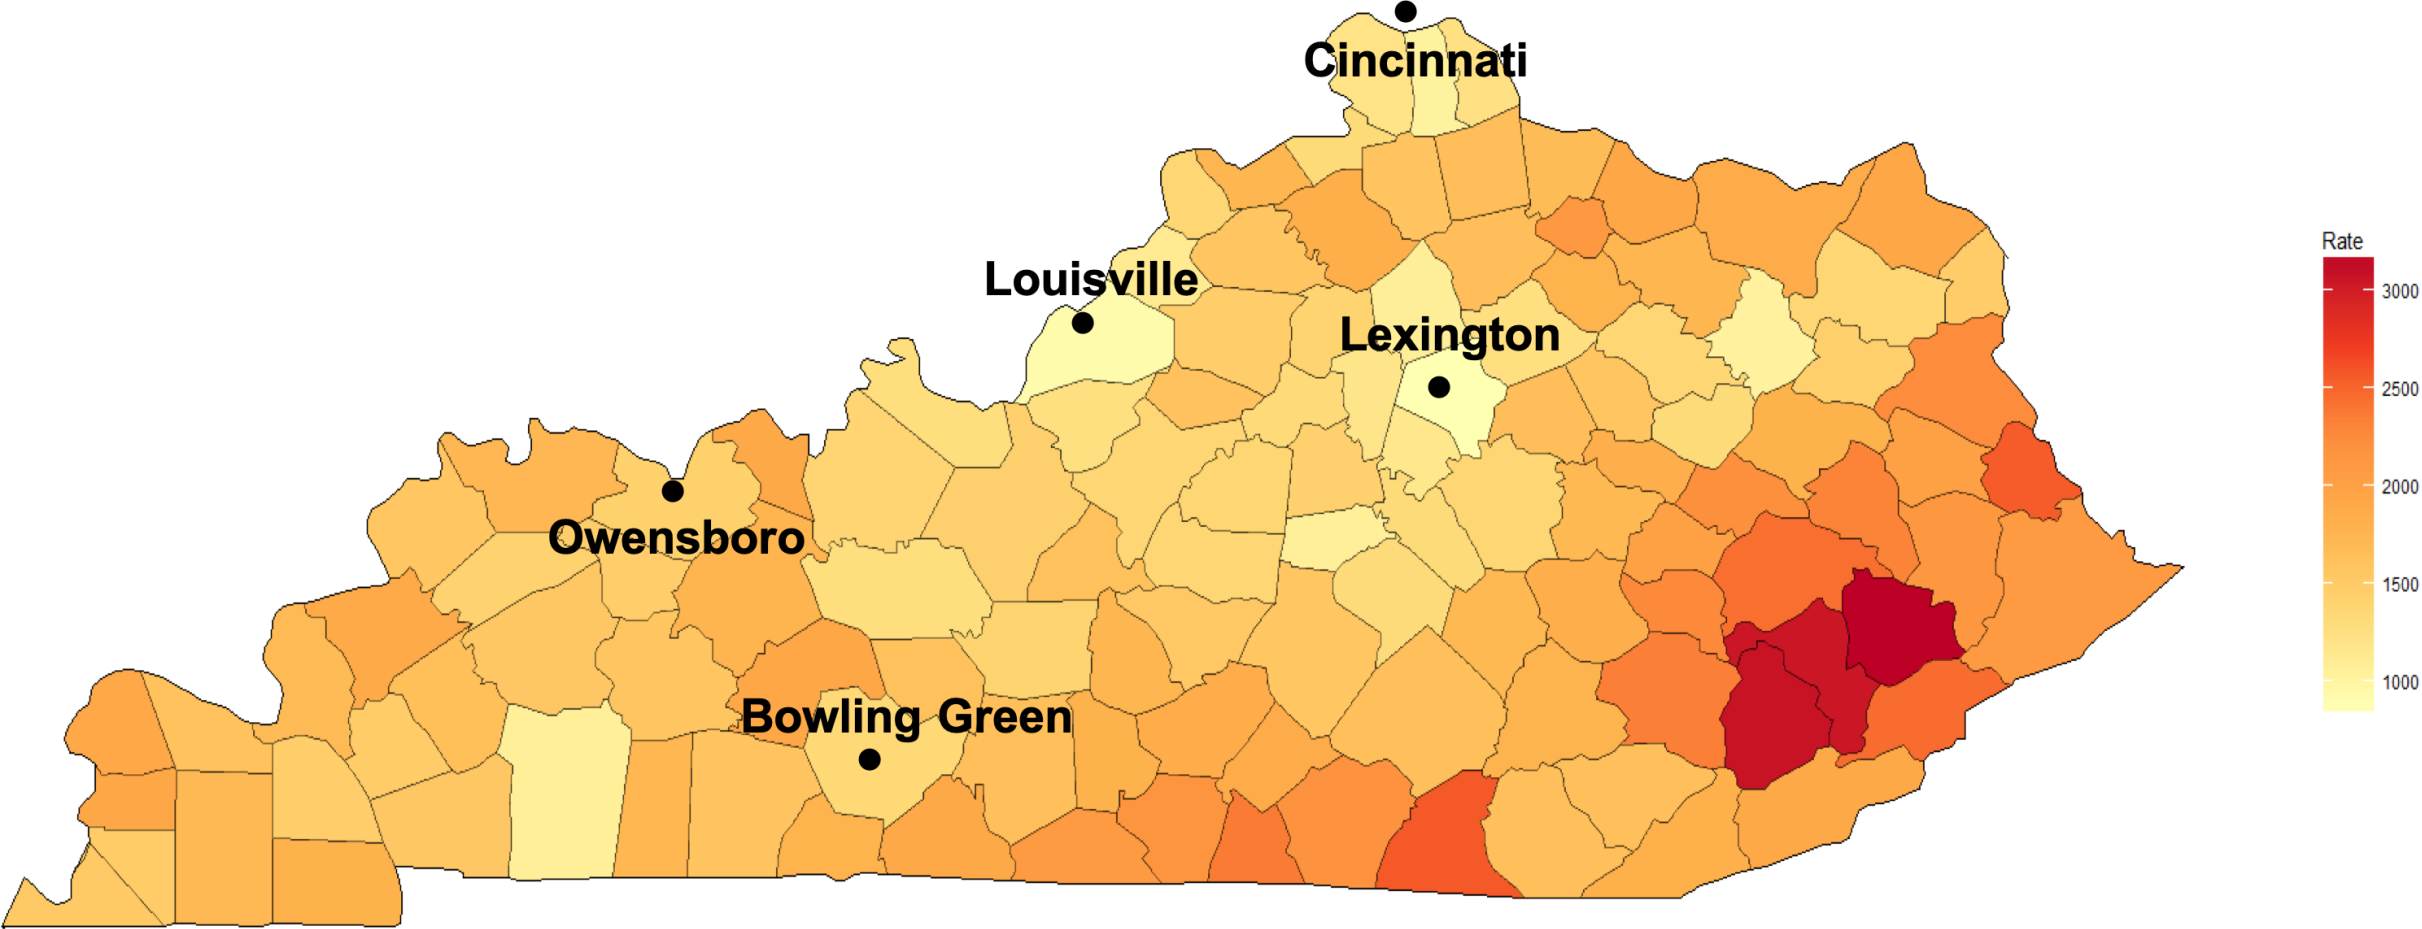 Cincinnati
Louisville
Lexington
Owensboro
Bowling Green
Rate
3000
2500
2000
1500
1000